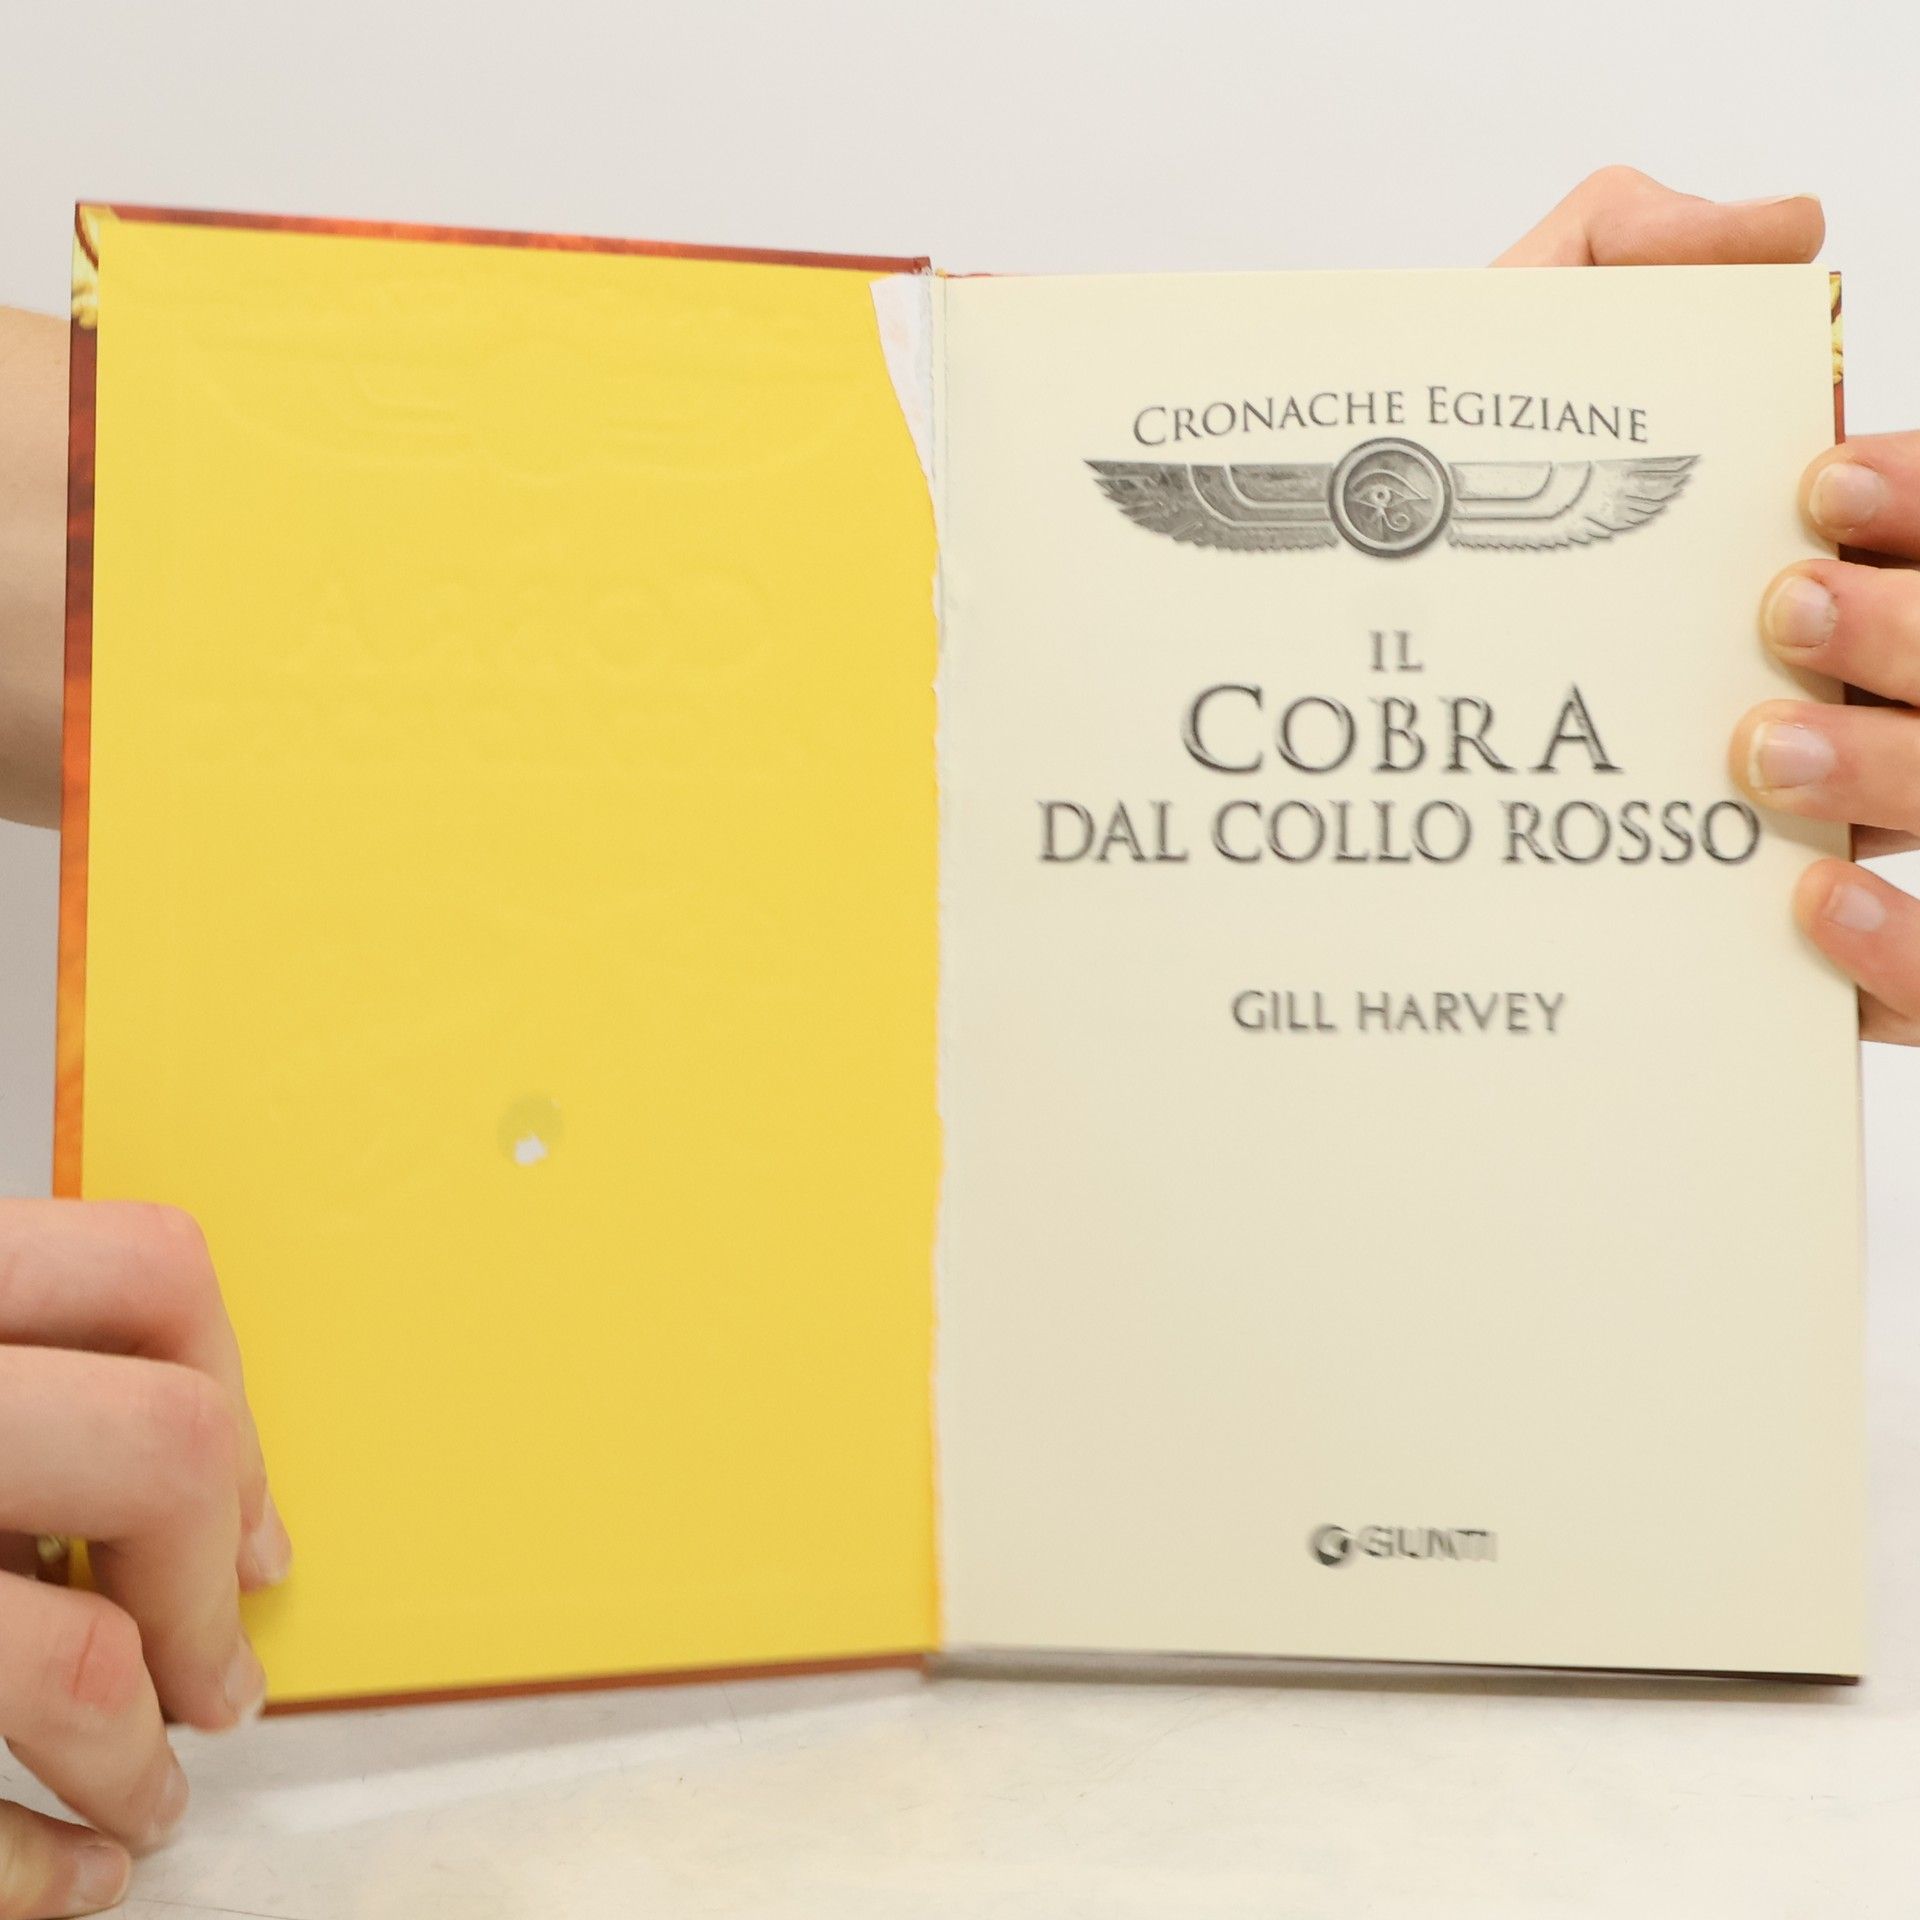 CRONACHE EGIZIANE
IL
COBRA
DAL COLLO ROSSO
GILL HARVEY
GIUNTI